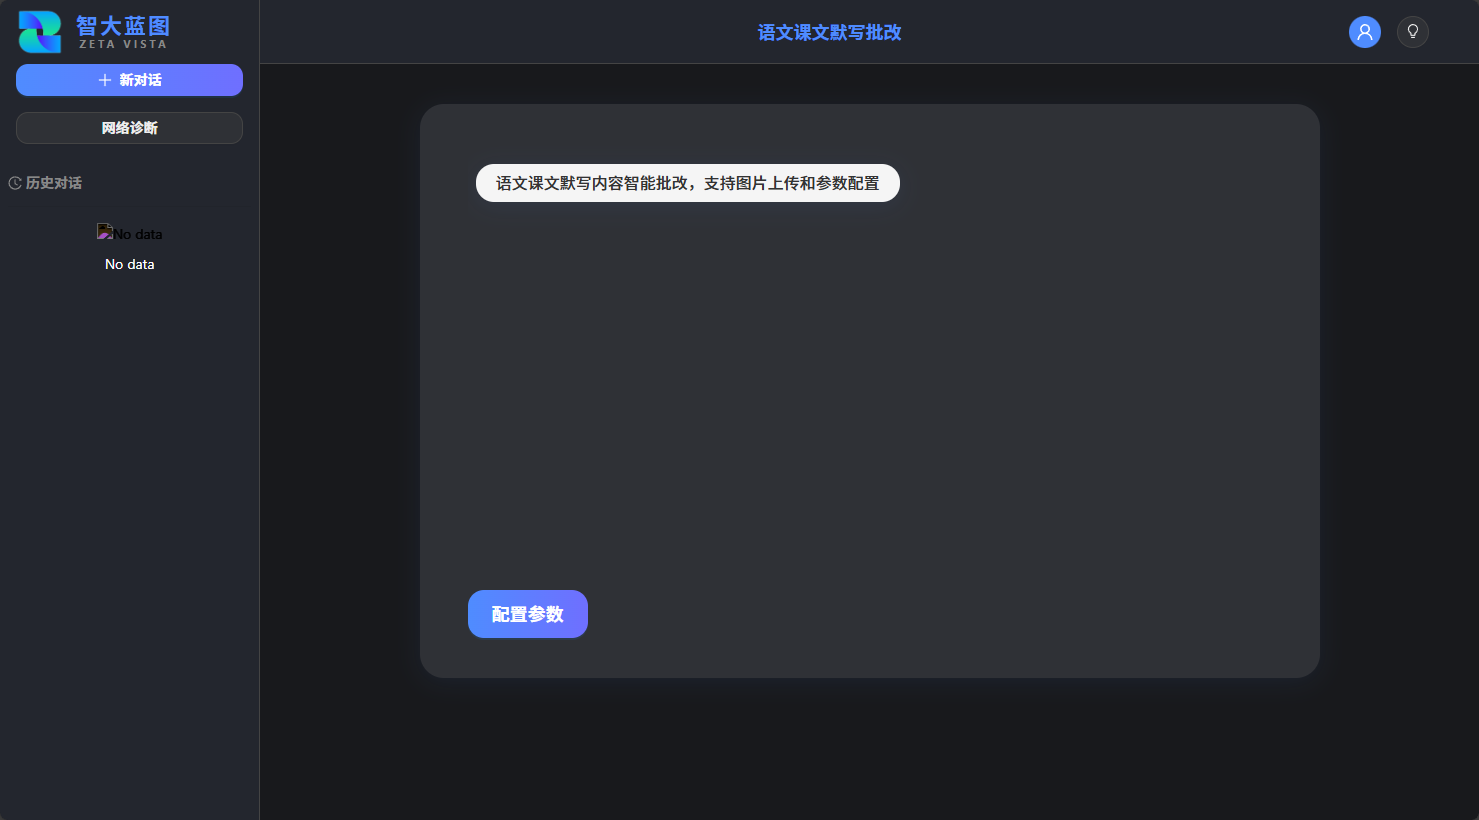 智大蓝图
ZETA VISTA
新对话
网络诊断
历史对话
No data
No data
语文课文默写批改
语文课文默写内容智能批改，支持图片上传和参数配置
配置参数